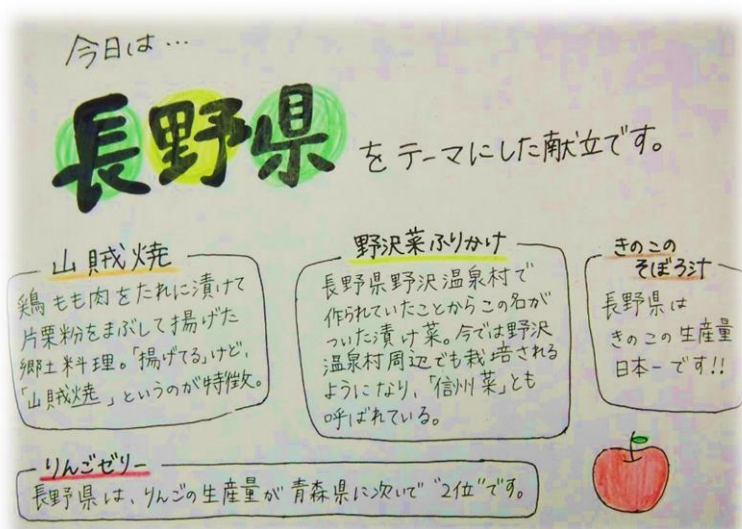 今日は…
長野県をテーマにした献立です。
山賊焼
鶏もも肉をたれに漬けて
片栗粉をまぶして揚げた
郷土料理。「揚げてる」けど、
「山賊焼」というのが特徴。
野沢菜ふりかけ
長野県野沢温泉村で
作られていたことからこの名が
ついた漬け菜。今では野沢
温泉村周辺でも栽培される
ようになり、「信州菜」とも
呼ばれている。
きのこの
そぼろ汁
長野県は
きのこの生産量
日本一です!!
りんごゼリー
長野県は、りんごの生産量が青森県に次いで"2位"です。